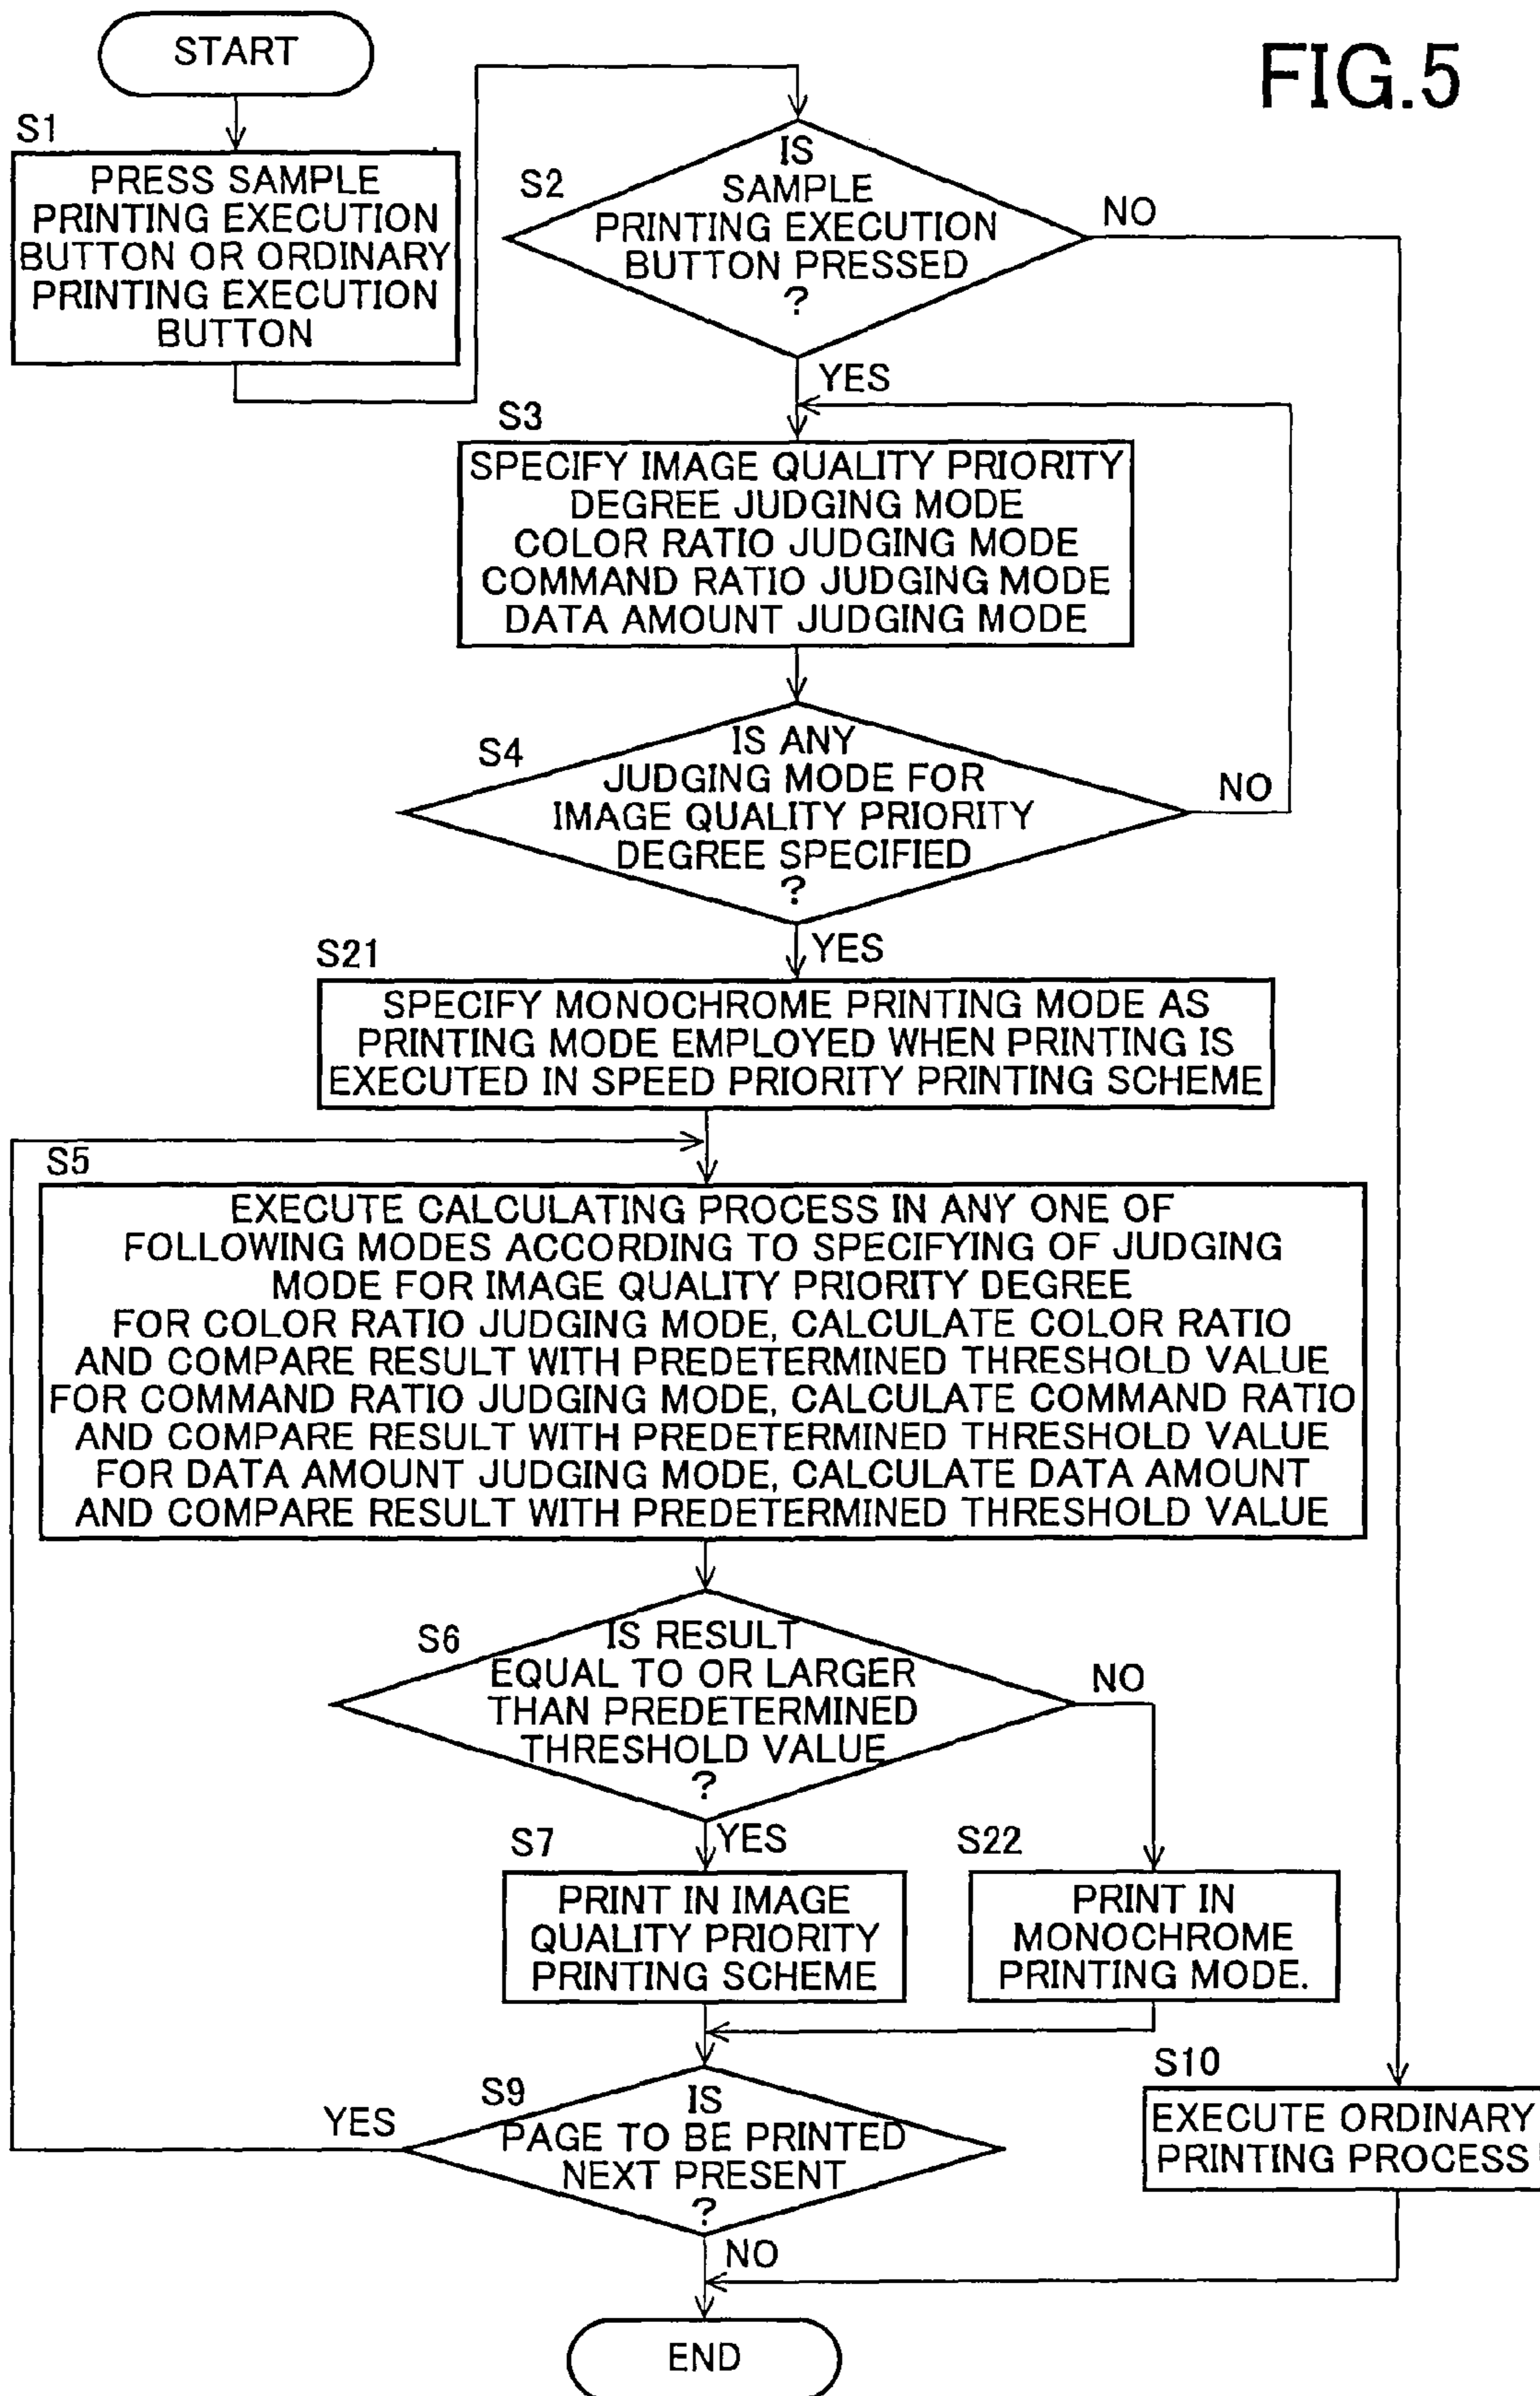 FIG.5
START
S1
PRESS SAMPLE
PRINTING EXECUTION
BUTTON OR ORDINARY
PRINTING EXECUTION
BUTTON
S2
IS
SAMPLE
PRINTING EXECUTION
BUTTON PRESSED
?
NO
YES
S3
SPECIFY IMAGE QUALITY PRIORITY
DEGREE JUDGING MODE
COLOR RATIO JUDGING MODE
COMMAND RATIO JUDGING MODE
DATA AMOUNT JUDGING MODE
S4
IS ANY
JUDGING MODE FOR
IMAGE QUALITY PRIORITY
DEGREE SPECIFIED
?
NO
YES
S21
SPECIFY MONOCHROME PRINTING MODE AS
PRINTING MODE EMPLOYED WHEN PRINTING IS
EXECUTED IN SPEED PRIORITY PRINTING SCHEME
S5
EXECUTE CALCULATING PROCESS IN ANY ONE OF
FOLLOWING MODES ACCORDING TO SPECIFYING OF JUDGING
MODE FOR IMAGE QUALITY PRIORITY DEGREE
FOR COLOR RATIO JUDGING MODE, CALCULATE COLOR RATIO
AND COMPARE RESULT WITH PREDETERMINED THRESHOLD VALUE
FOR COMMAND RATIO JUDGING MODE, CALCULATE COMMAND RATIO
AND COMPARE RESULT WITH PREDETERMINED THRESHOLD VALUE
FOR DATA AMOUNT JUDGING MODE, CALCULATE DATA AMOUNT
AND COMPARE RESULT WITH PREDETERMINED THRESHOLD VALUE
S6
IS RESULT
EQUAL TO OR LARGER
THAN PREDETERMINED
THRESHOLD VALUE
?
NO
YES
S7
PRINT IN IMAGE
QUALITY PRIORITY
PRINTING SCHEME
S22
PRINT IN
MONOCHROME
PRINTING MODE.
S9
IS
PAGE TO BE PRINTED
NEXT PRESENT
?
YES
NO
S10
EXECUTE ORDINARY
PRINTING PROCESS
END